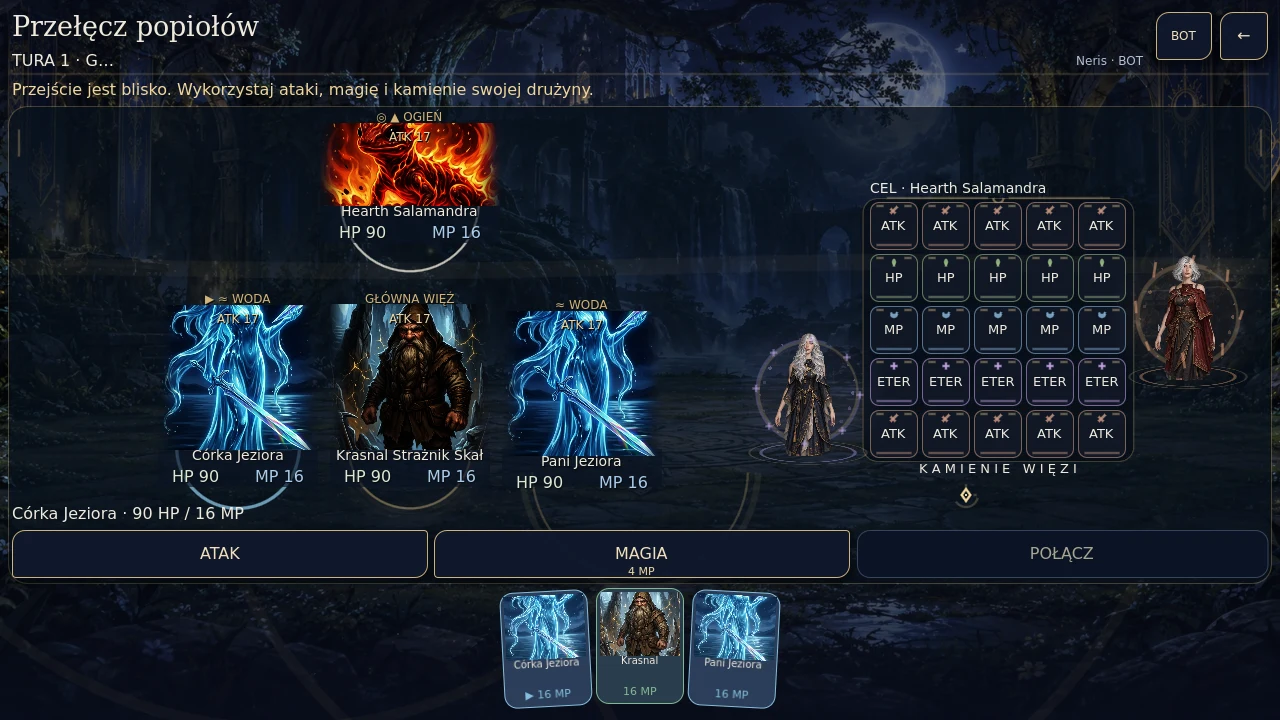 Przełęcz popiołów
BOT
←
TURA 1 · G...
Neris · BOT
Przejście jest blisko. Wykorzystaj ataki, magię i kamienie swojej drużyny.
◎ ▲ OGIEŃ
ATK 17
Hearth Salamandra
HP 90 MP 16
CEL · Hearth Salamandra
ATK ATK ATK ATK ATK
HP HP HP HP HP
MP MP MP MP MP
ETER ETER ETER ETER ETER
ATK ATK ATK ATK ATK
KAMIENIE WIĘZI
▶ ≈ WODA
ATK 17
Córka Jeziora
HP 90 MP 16
GŁÓWNA WIĘŹ
ATK 17
Krasnal Strażnik Skał
HP 90 MP 16
≈ WODA
ATK 17
Pani Jeziora
HP 90 MP 16
Córka Jeziora · 90 HP / 16 MP
ATAK
MAGIA
4 MP
POŁĄCZ
Córka Jeziora
▶ 16 MP
Krasnal
16 MP
Pani Jeziora
16 MP